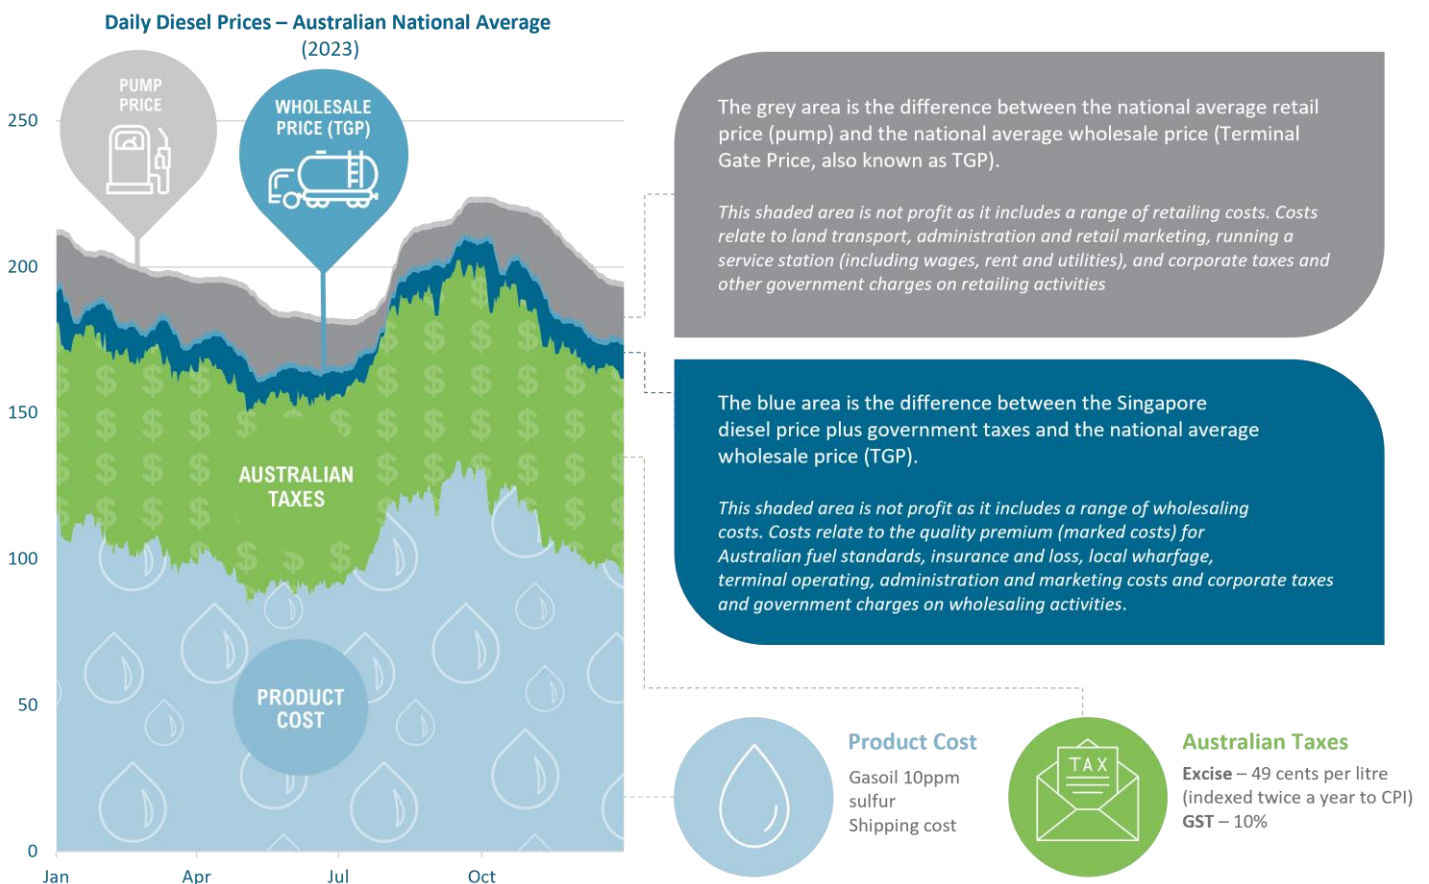 Daily Diesel Prices – Australian National Average
(2023)
PUMP
PRICE
WHOLESALE
PRICE (TGP)
250
200
150
100
50
0
Jan
Apr
Jul
Oct
AUSTRALIAN
TAXES
PRODUCT
COST
The grey area is the difference between the national average retail
price (pump) and the national average wholesale price (Terminal
Gate Price, also known as TGP).
This shaded area is not profit as it includes a range of retailing costs. Costs
relate to land transport, administration and retail marketing, running a
service station (including wages, rent and utilities), and corporate taxes and
other government charges on retailing activities
The blue area is the difference between the Singapore
diesel price plus government taxes and the national average
wholesale price (TGP).
This shaded area is not profit as it includes a range of wholesaling
costs. Costs relate to the quality premium (marked costs) for
Australian fuel standards, insurance and loss, local wharfage,
terminal operating, administration and marketing costs and corporate taxes
and government charges on wholesaling activities.
Product Cost
Gasoil 10ppm
sulfur
Shipping cost
TAX
Australian Taxes
Excise – 49 cents per litre
(indexed twice a year to CPI)
GST – 10%